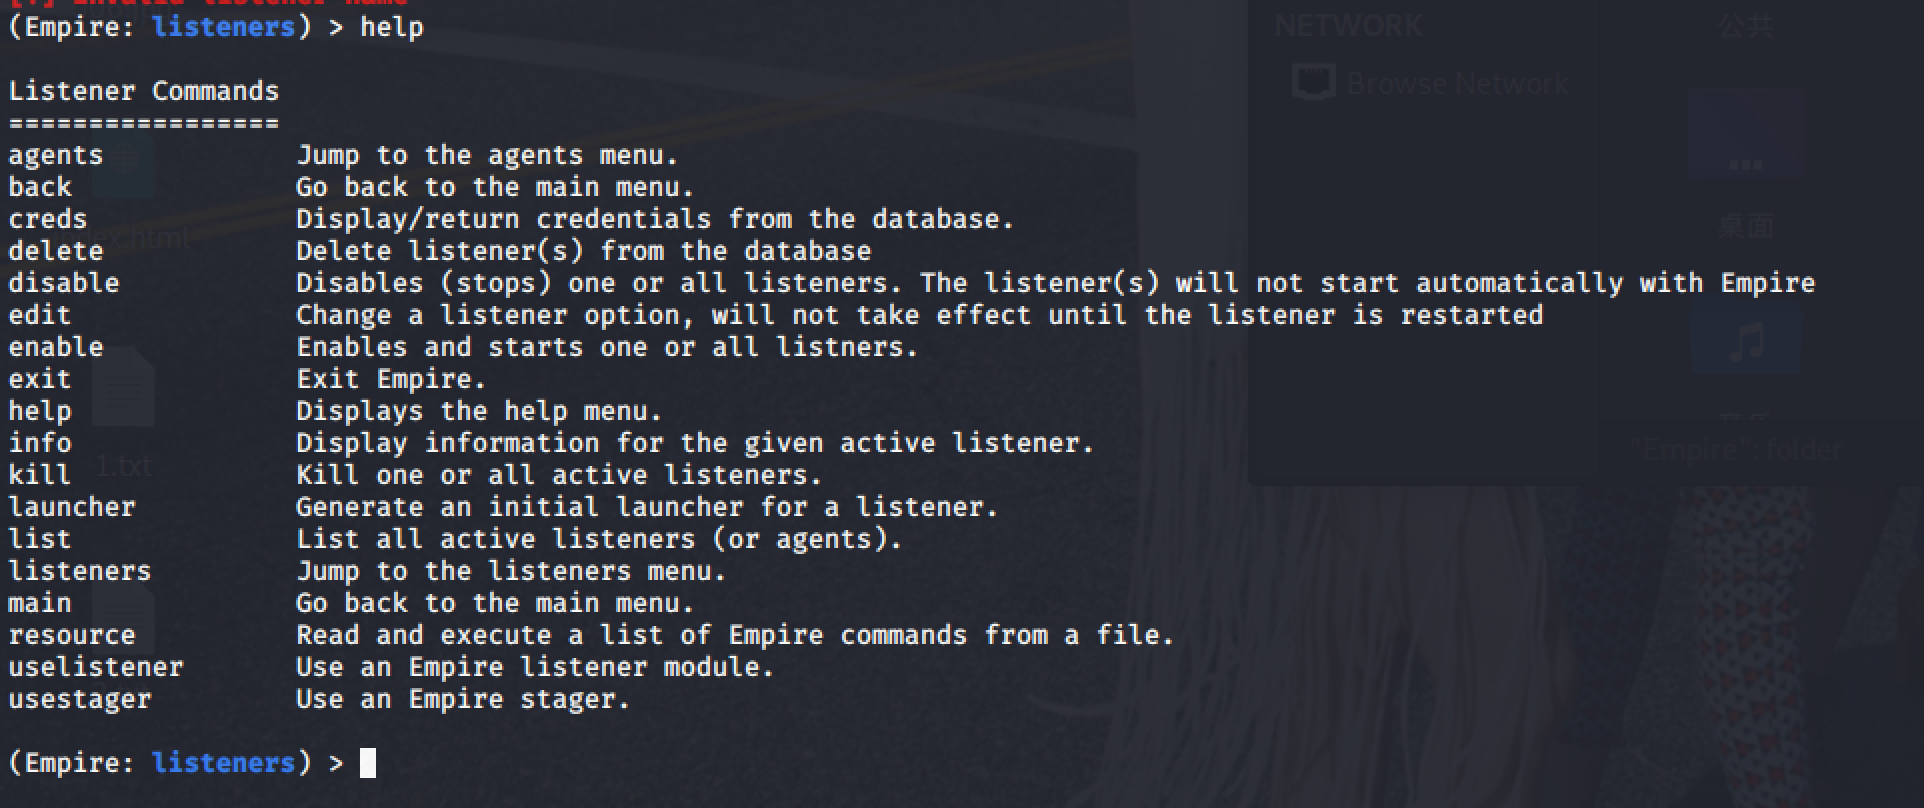 [!] Invalid listener name
(Empire: listeners) > help
Listener Commands
=================
agents Jump to the agents menu.
back Go back to the main menu.
creds Display/return credentials from the database.
delete Delete listener(s) from the database
disable Disables (stops) one or all listeners. The listener(s) will not start automatically with Empire
edit Change a listener option, will not take effect until the listener is restarted
enable Enables and starts one or all listners.
exit Exit Empire.
help Displays the help menu.
info Display information for the given active listener.
kill Kill one or all active listeners.
launcher Generate an initial launcher for a listener.
list List all active listeners (or agents).
listeners Jump to the listeners menu.
main Go back to the main menu.
resource Read and execute a list of Empire commands from a file.
uselistener Use an Empire listener module.
usestager Use an Empire stager.
(Empire: listeners) >
NETWORK
Browse Network
公共
桌面
音乐
"Empire": folder
1.txt